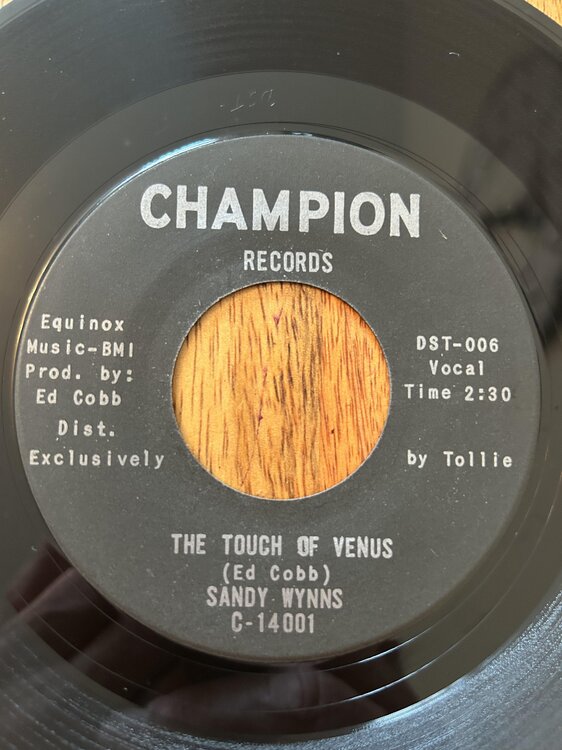 DST
CHAMPION
RECORDS
Equinox
Music-BMI
Prod. by:
Ed Cobb
Dist.
Exclusively
DST-006
Vocal
Time 2:30
by Tollie
THE TOUCH OF VENUS
(Ed Cobb)
SANDY WYNNS
C-14001